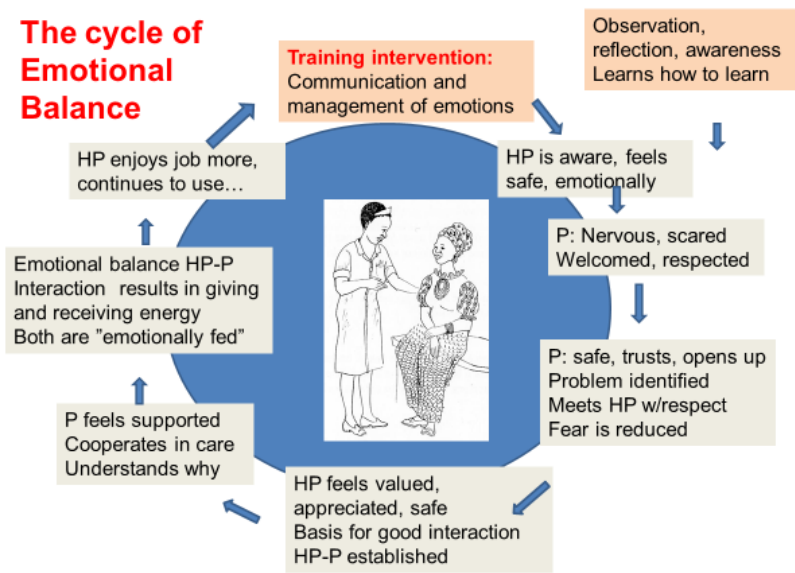 The cycle of
Emotional
Balance
Training intervention:
Communication and
management of emotions
Observation,
reflection, awareness
Learns how to learn
HP is aware, feels
safe, emotionally
P: Nervous, scared
Welcomed, respected
P: safe, trusts, opens up
Problem identified
Meets HP w/respect
Fear is reduced
HP feels valued,
appreciated, safe
Basis for good interaction
HP-P established
P feels supported
Cooperates in care
Understands why
Emotional balance HP-P
Interaction results in giving
and receiving energy
Both are ”emotionally fed”
HP enjoys job more,
continues to use…